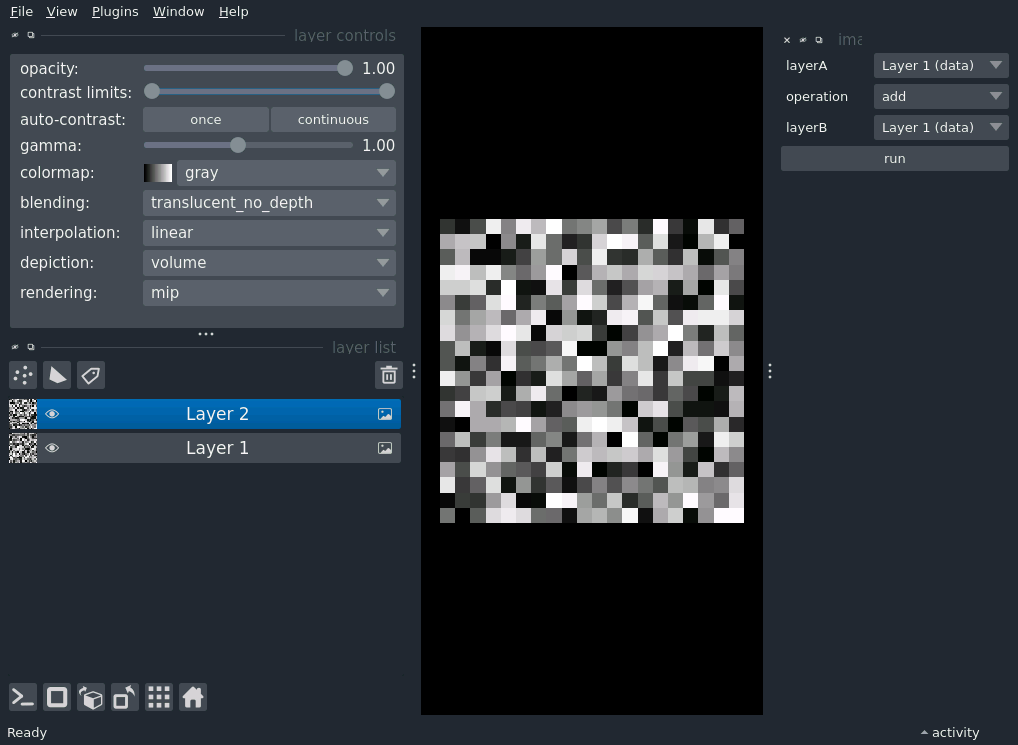 File View Plugins Window Help
layer controls
opacity: 1.00
contrast limits:
auto-contrast: once continuous
gamma: 1.00
colormap: gray
blending: translucent_no_depth
interpolation: linear
depiction: volume
rendering: mip
layer list
Layer 2
Layer 1
ima
layerA Layer 1 (data)
operation add
layerB Layer 1 (data)
run
Ready
activity